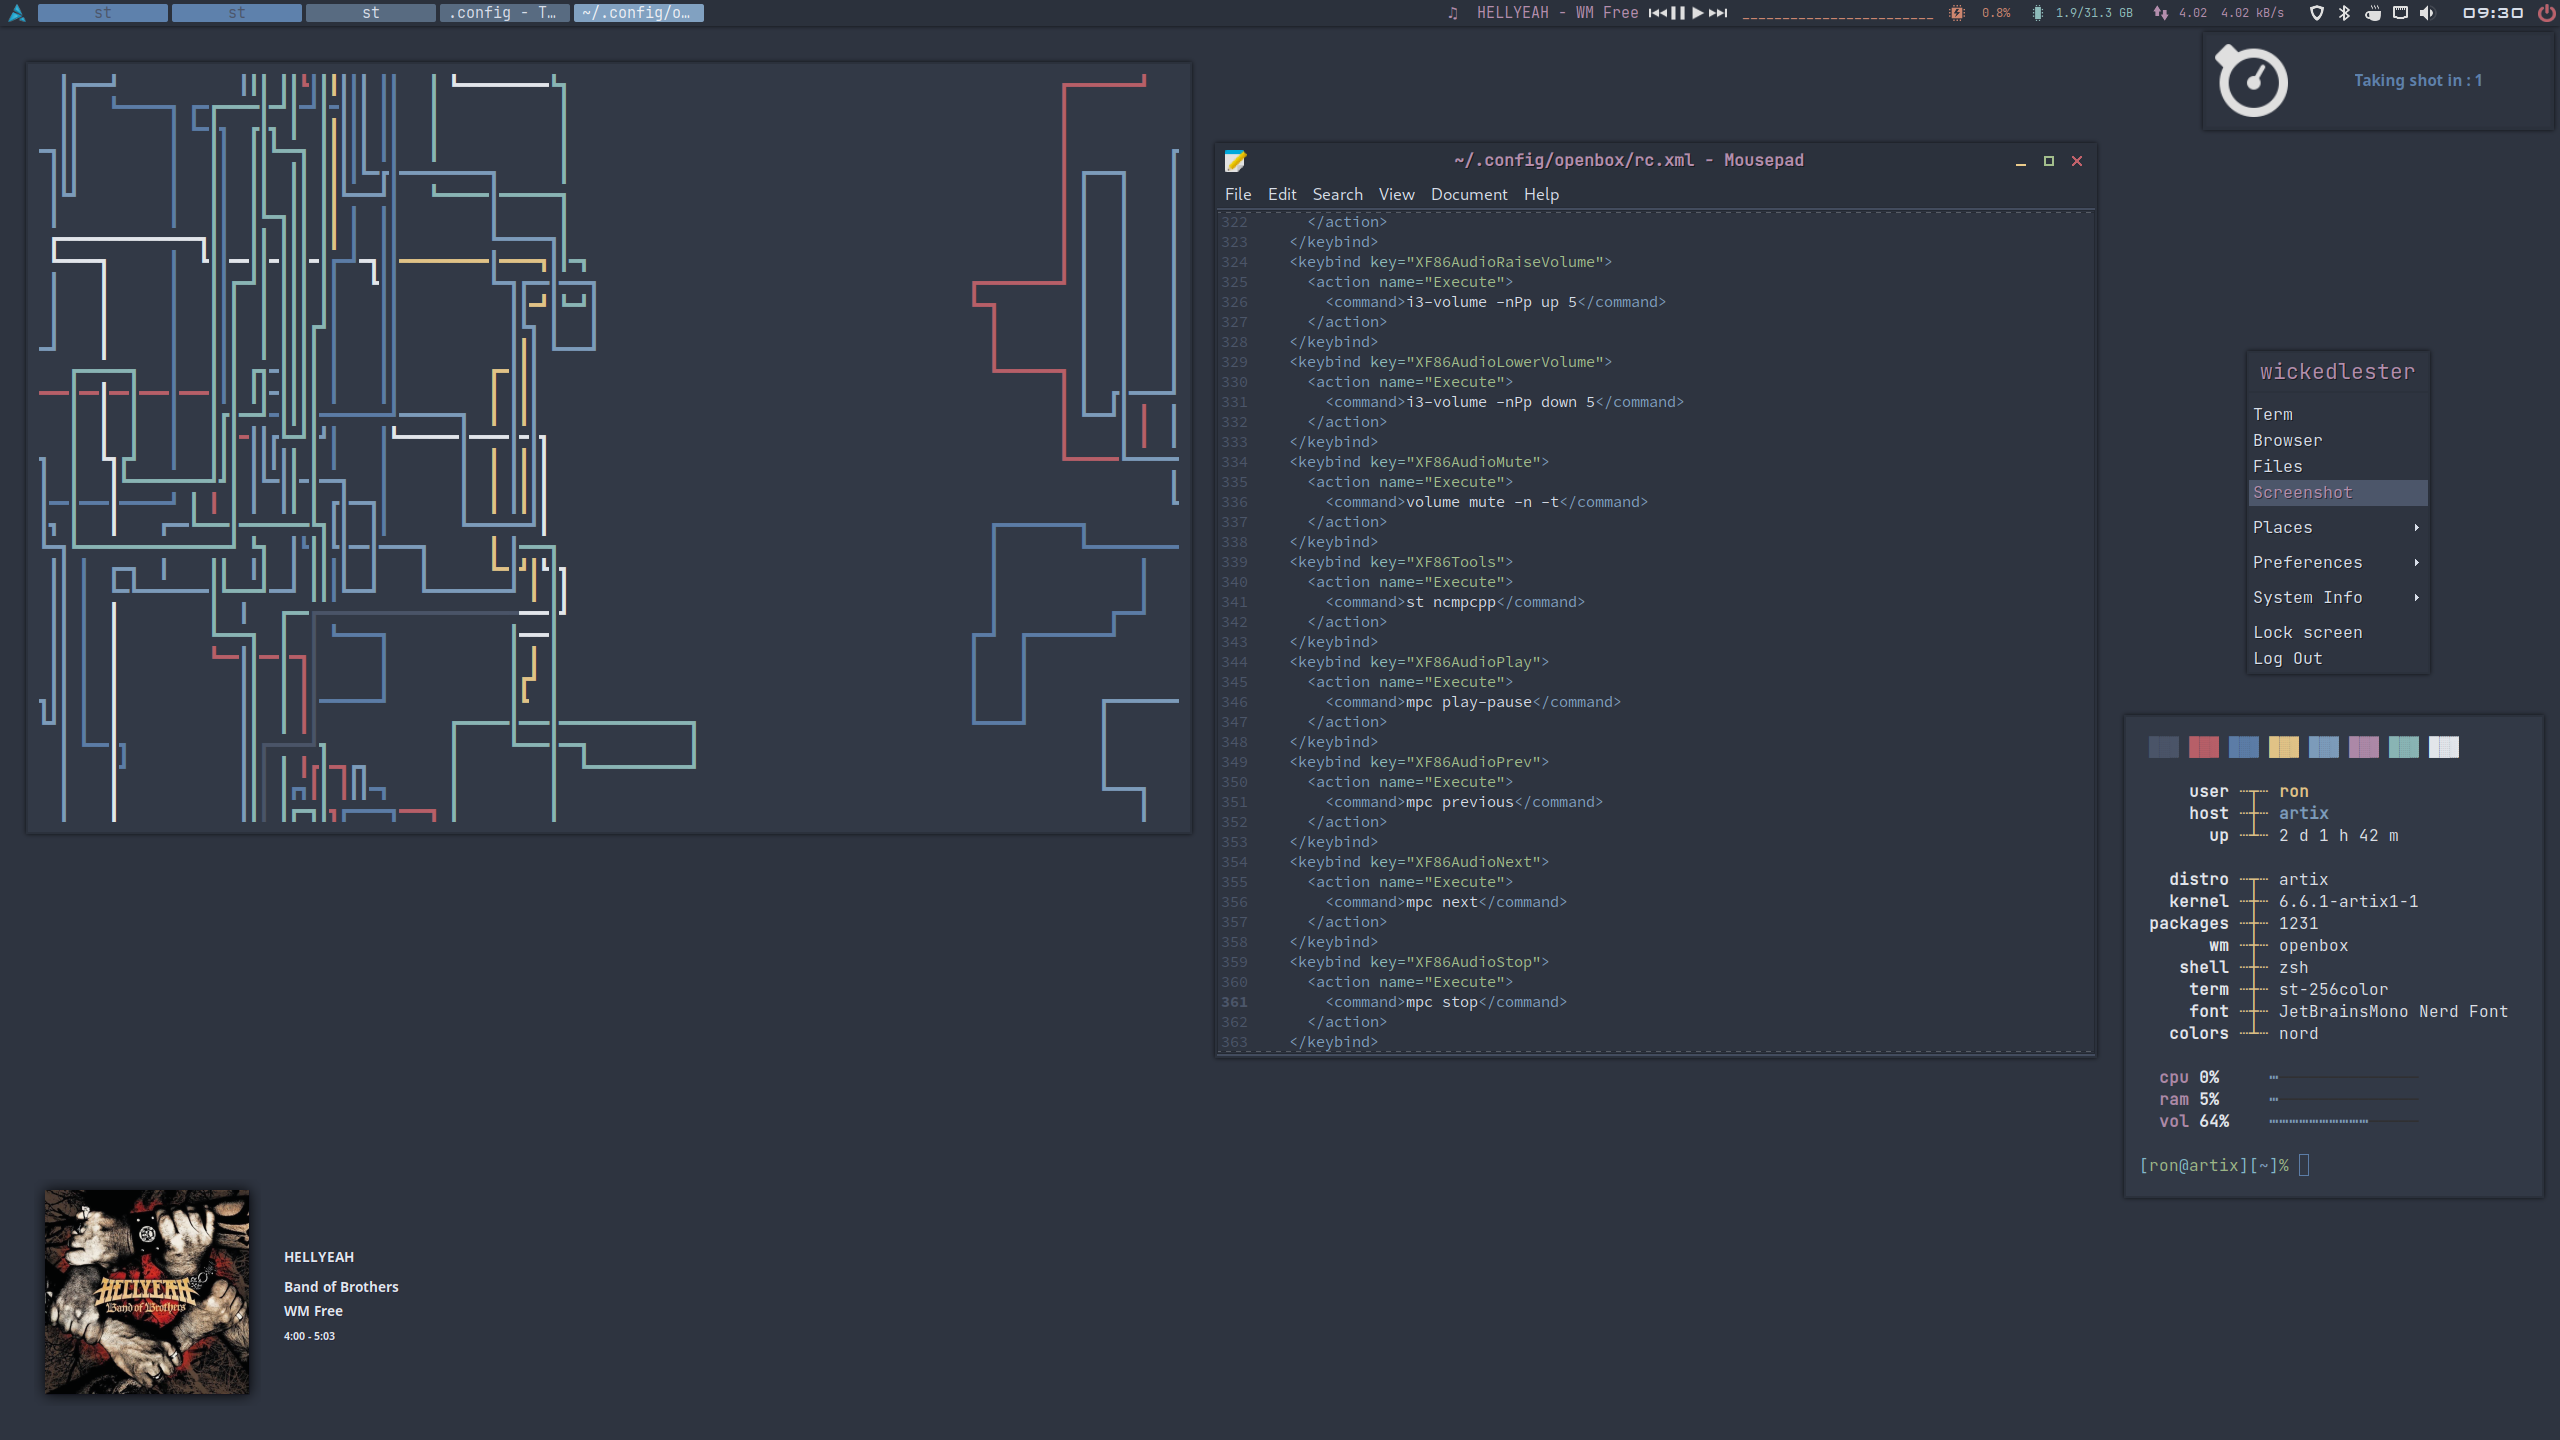 st
st
st
.config - T...
~/.config/o...
HELLYEAH - WM Free
0.8%
1.9/31.3 GB
4.02 4.02 kB/s
09:30
Taking shot in : 1
~/.config/openbox/rc.xml - Mousepad
File Edit Search View Document Help
322 </action>
323 </keybind>
324 <keybind key="XF86AudioRaiseVolume">
325 <action name="Execute">
326 <command>i3-volume -nPp up 5</command>
327 </action>
328 </keybind>
329 <keybind key="XF86AudioLowerVolume">
330 <action name="Execute">
331 <command>i3-volume -nPp down 5</command>
332 </action>
333 </keybind>
334 <keybind key="XF86AudioMute">
335 <action name="Execute">
336 <command>volume mute -n -t</command>
337 </action>
338 </keybind>
339 <keybind key="XF86Tools">
340 <action name="Execute">
341 <command>st ncmpcpp</command>
342 </action>
343 </keybind>
344 <keybind key="XF86AudioPlay">
345 <action name="Execute">
346 <command>mpc play-pause</command>
347 </action>
348 </keybind>
349 <keybind key="XF86AudioPrev">
350 <action name="Execute">
351 <command>mpc previous</command>
352 </action>
353 </keybind>
354 <keybind key="XF86AudioNext">
355 <action name="Execute">
356 <command>mpc next</command>
357 </action>
358 </keybind>
359 <keybind key="XF86AudioStop">
360 <action name="Execute">
361 <command>mpc stop</command>
362 </action>
363 </keybind>
wickedlester
Term
Browser
Files
Screenshot
Places
Preferences
System Info
Lock screen
Log Out
user ron
host artix
up 2 d 1 h 42 m
distro artix
kernel 6.6.1-artix1-1
packages 1231
wm openbox
shell zsh
term st-256color
font JetBrainsMono Nerd Font
colors nord
cpu 0%
ram 5%
vol 64%
[ron@artix][~]%
HELLYEAH
Band of Brothers
HELLYEAH
Band of Brothers
WM Free
4:00 - 5:03